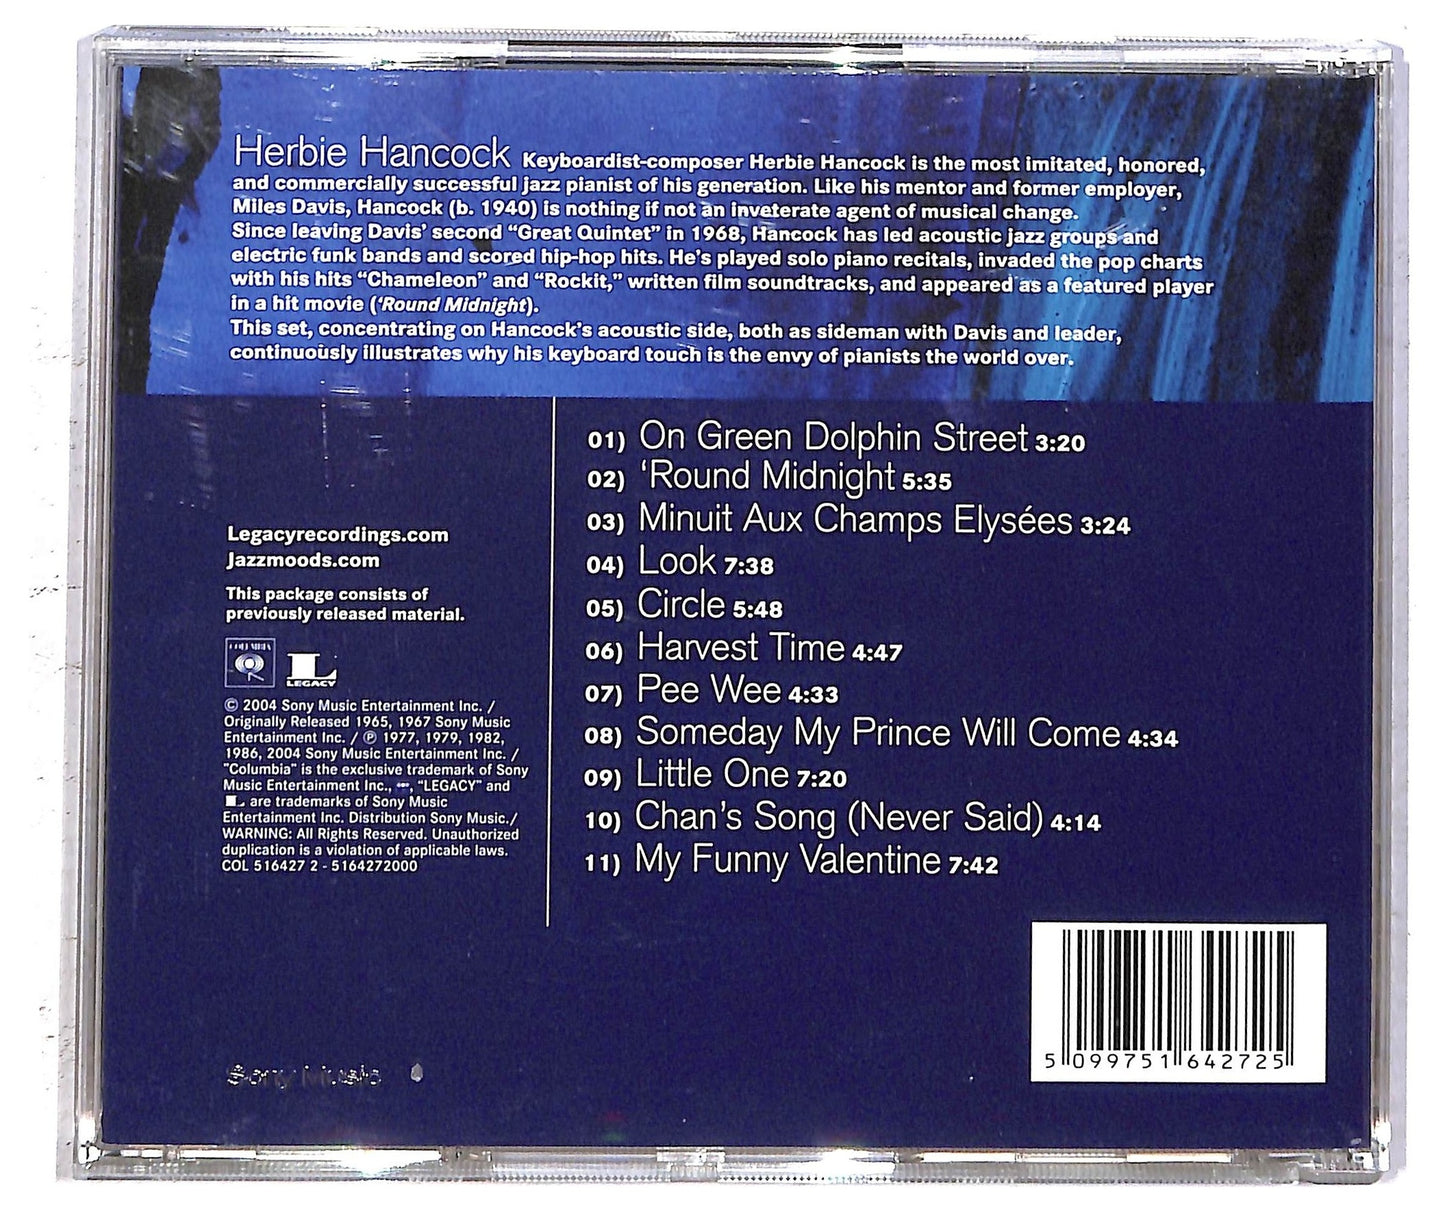 Herbie Hancock Keyboardist-composer Herbie Hancock is the most imitated, honored,
and commercially successful jazz pianist of his generation. Like his mentor and former employer,
Miles Davis, Hancock (b. 1940) is nothing if not an inveterate agent of musical change.
Since leaving Davis' second "Great Quintet" in 1968, Hancock has led acoustic jazz groups and
electric funk bands and scored hip-hop hits. He's played solo piano recitals, invaded the pop charts
with his hits "Chameleon" and "Rockit," written film soundtracks, and appeared as a featured player
in a hit movie ('Round Midnight).
This set, concentrating on Hancock's acoustic side, both as sideman with Davis and leader,
continuously illustrates why his keyboard touch is the envy of pianists the world over.
01) On Green Dolphin Street 3:20
02) 'Round Midnight 5:35
03) Minuit Aux Champs Elysées 3:24
04) Look 7:38
05) Circle 5:48
06) Harvest Time 4:47
07) Pee Wee 4:33
08) Someday My Prince Will Come 4:34
09) Little One 7:20
10) Chan's Song (Never Said) 4:14
11) My Funny Valentine 7:42
Legacyrecordings.com
Jazzmoods.com
This package consists of
previously released material.
COLUMBIA
L
LEGACY
© 2004 Sony Music Entertainment Inc. /
Originally Released 1965, 1967 Sony Music
Entertainment Inc. / ℗ 1977, 1979, 1982,
1986, 2004 Sony Music Entertainment Inc. /
"Columbia" is the exclusive trademark of Sony
Music Entertainment Inc., , "LEGACY" and
L are trademarks of Sony Music
Entertainment Inc. Distribution Sony Music./
WARNING: All Rights Reserved. Unauthorized
duplication is a violation of applicable laws.
COL 516427 2 - 5164272000
Sony Music
5 099751 642725